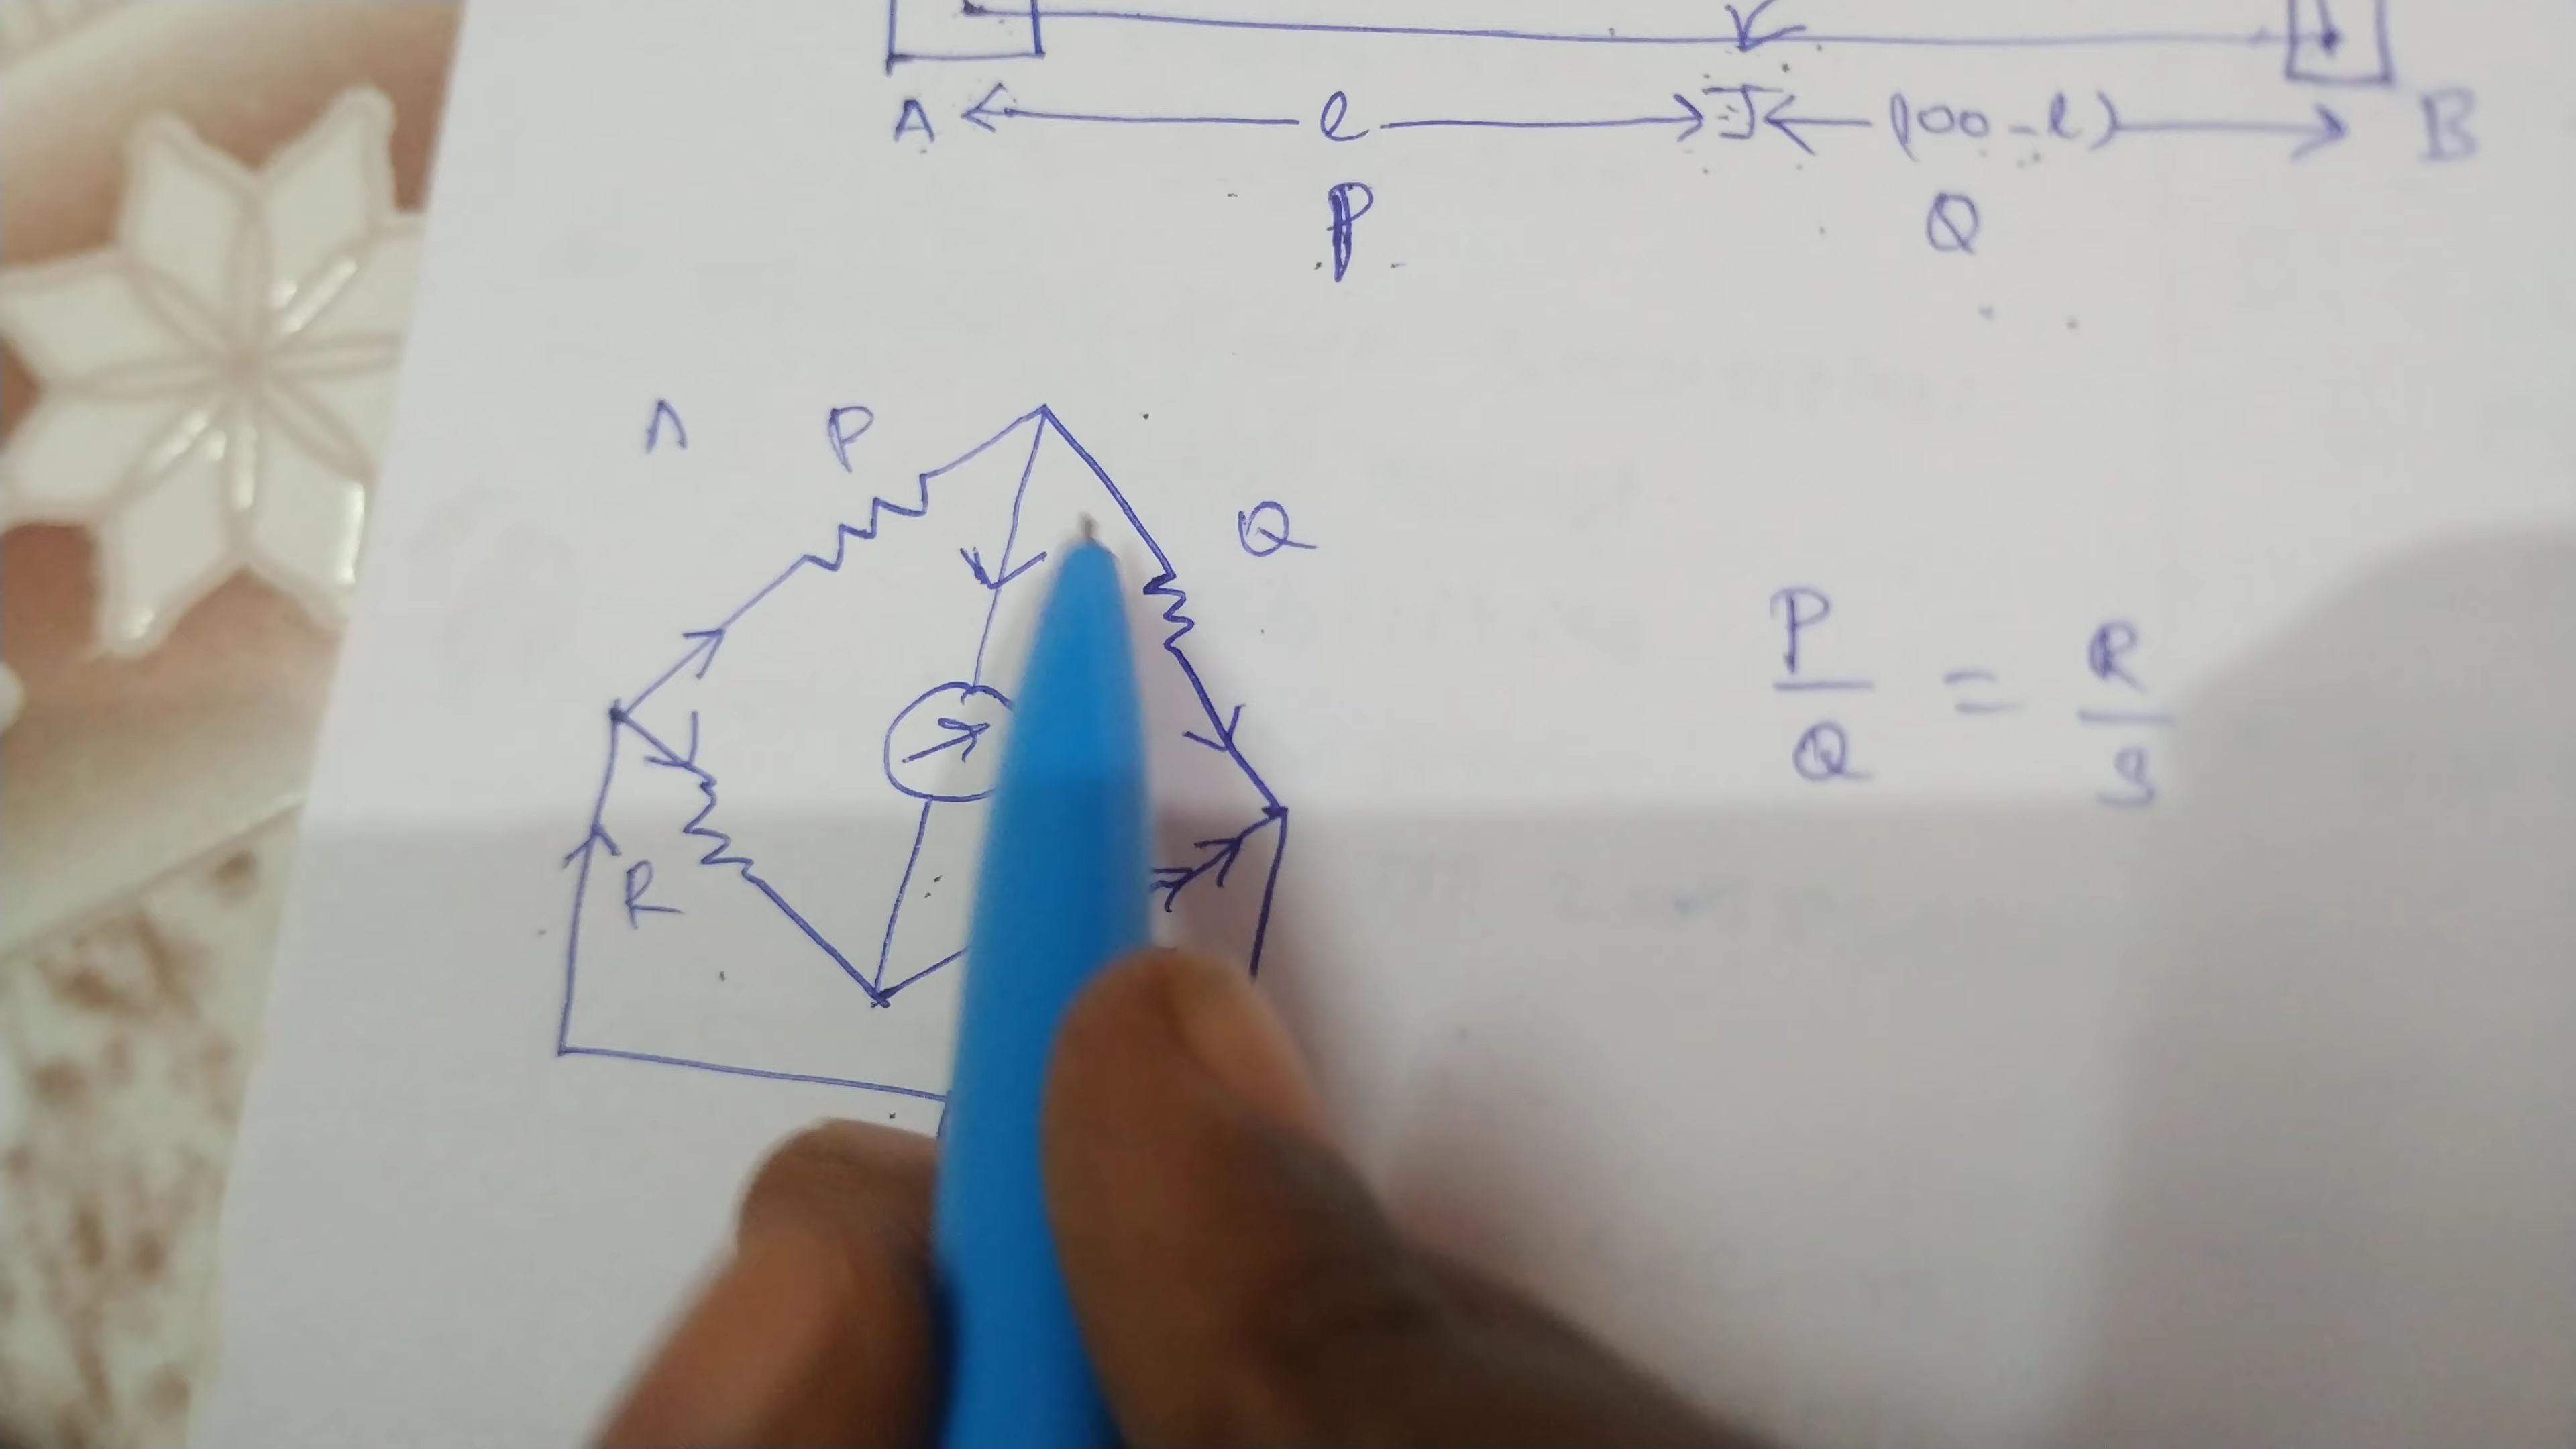 A l J (100-l) B
P Q
P
Q
R
P/Q = R/S